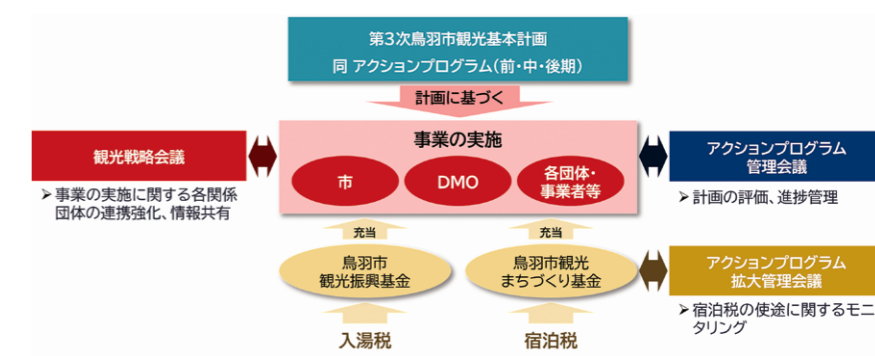 第3次鳥羽市観光基本計画
同 アクションプログラム(前・中・後期)
計画に基づく
事業の実施
市
DMO
各団体・
事業者等
観光戦略会議
➤事業の実施に関する各関係
団体の連携強化、情報共有
アクションプログラム
管理会議
➤計画の評価、進捗管理
充当
充当
鳥羽市
観光振興基金
鳥羽市観光
まちづくり基金
アクションプログラム
拡大管理会議
➤宿泊税の使途に関するモニ
タリング
入湯税
宿泊税